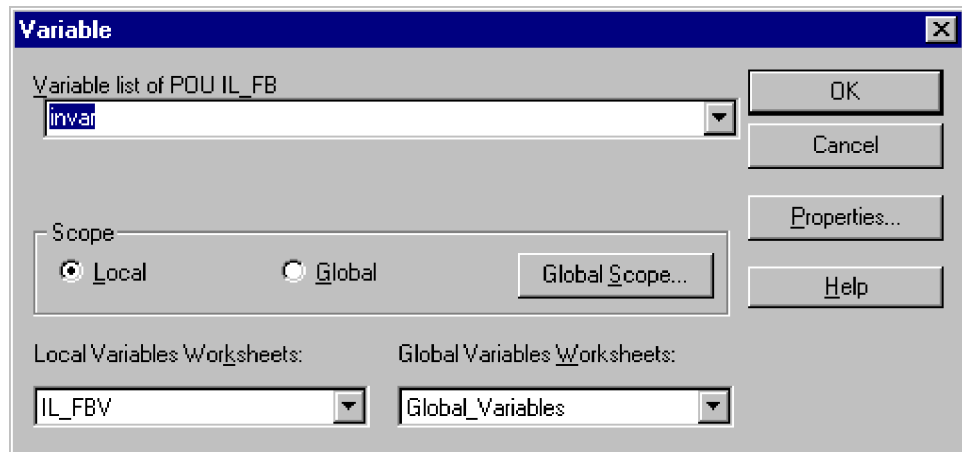 Variable
Variable list of POU IL_FB
invar
OK
Cancel
Properties...
Scope
Local
Global
Global Scope...
Help
Local Variables Worksheets:
Global Variables Worksheets:
IL_FBV
Global_Variables